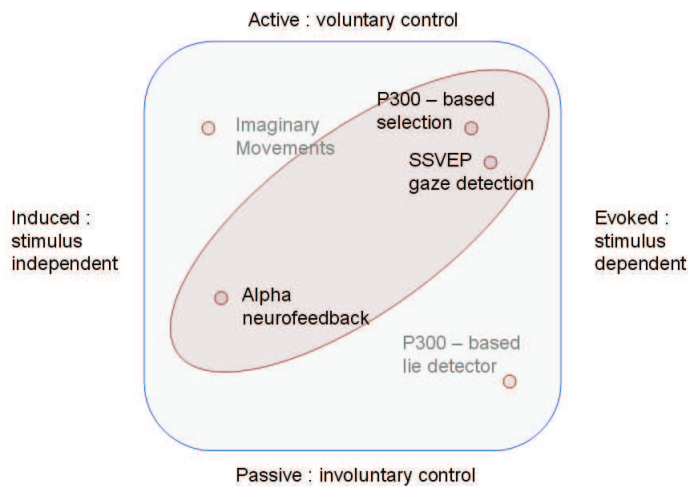 Active : voluntary control
P300 – based
selection
Imaginary
Movements
SSVEP
gaze detection
Induced :
stimulus
independent
Evoked :
stimulus
dependent
Alpha
neurofeedback
P300 – based
lie detector
Passive : involuntary control